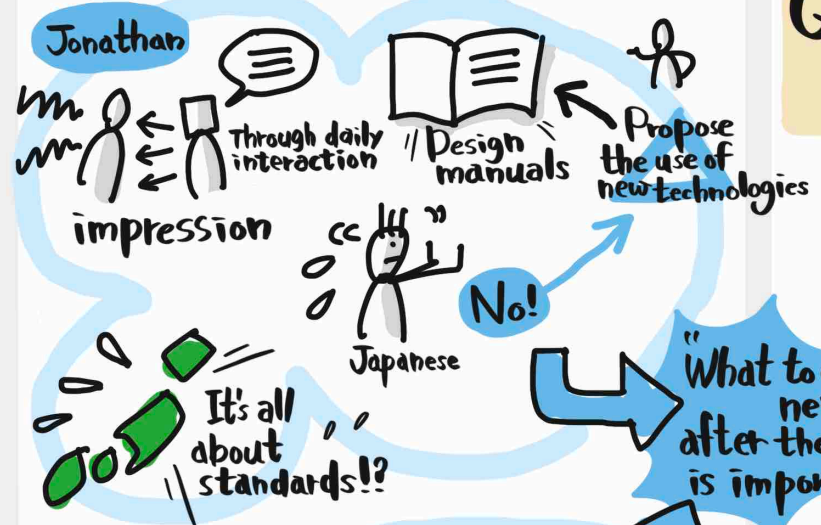 Jonathan
Through daily
interaction
impression
Design
manuals
Propose
the use of
new technologies
Japanese
No!
It's all
about
standards!?
"What to
ne
after the
is impo
G